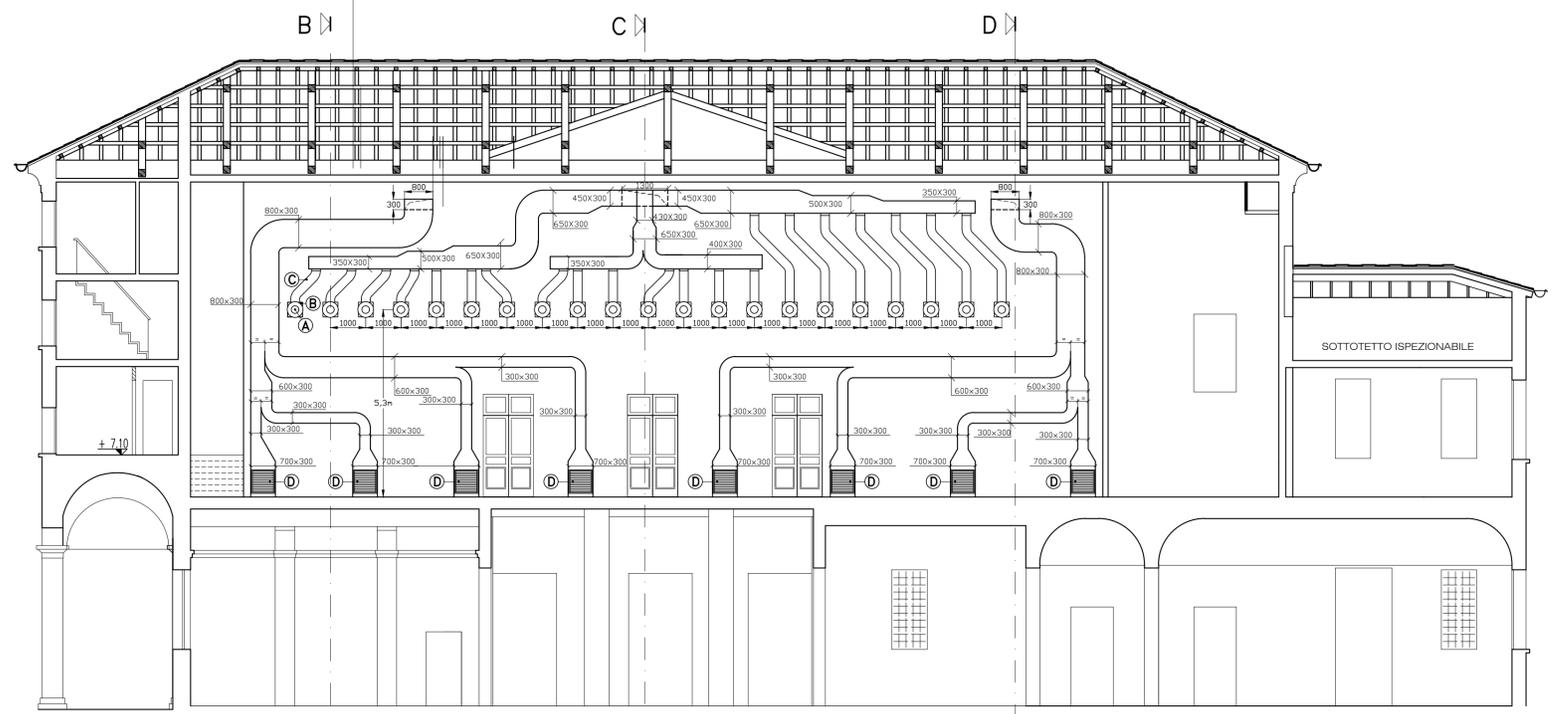 B C D
800 1300 350X300 800
300 450X300 450X300 500X300 300
800x300 430X300 800x300
650X300 650X300
650X300
400X300
500X300 650X300
350X300 350X300 800x300
C
800x300 B
A
1000 1000 1000 1000 1000 1000 1000 1000 1000 1000 1000 1000 1000 1000 1000 1000 1000 1000 1000
SOTTOTETTO ISPEZIONABILE
= = = =
300x300 300x300
600x300 600x300 600x300 600x300
= = 5,3m = =
300x300 300x300 300x300 300x300
300x300 300x300 300x300 300x300 300x300 300x300
+ 7,10
700x300 700x300 700x300 700x300 700x300 700x300 700x300
D D D D D D D